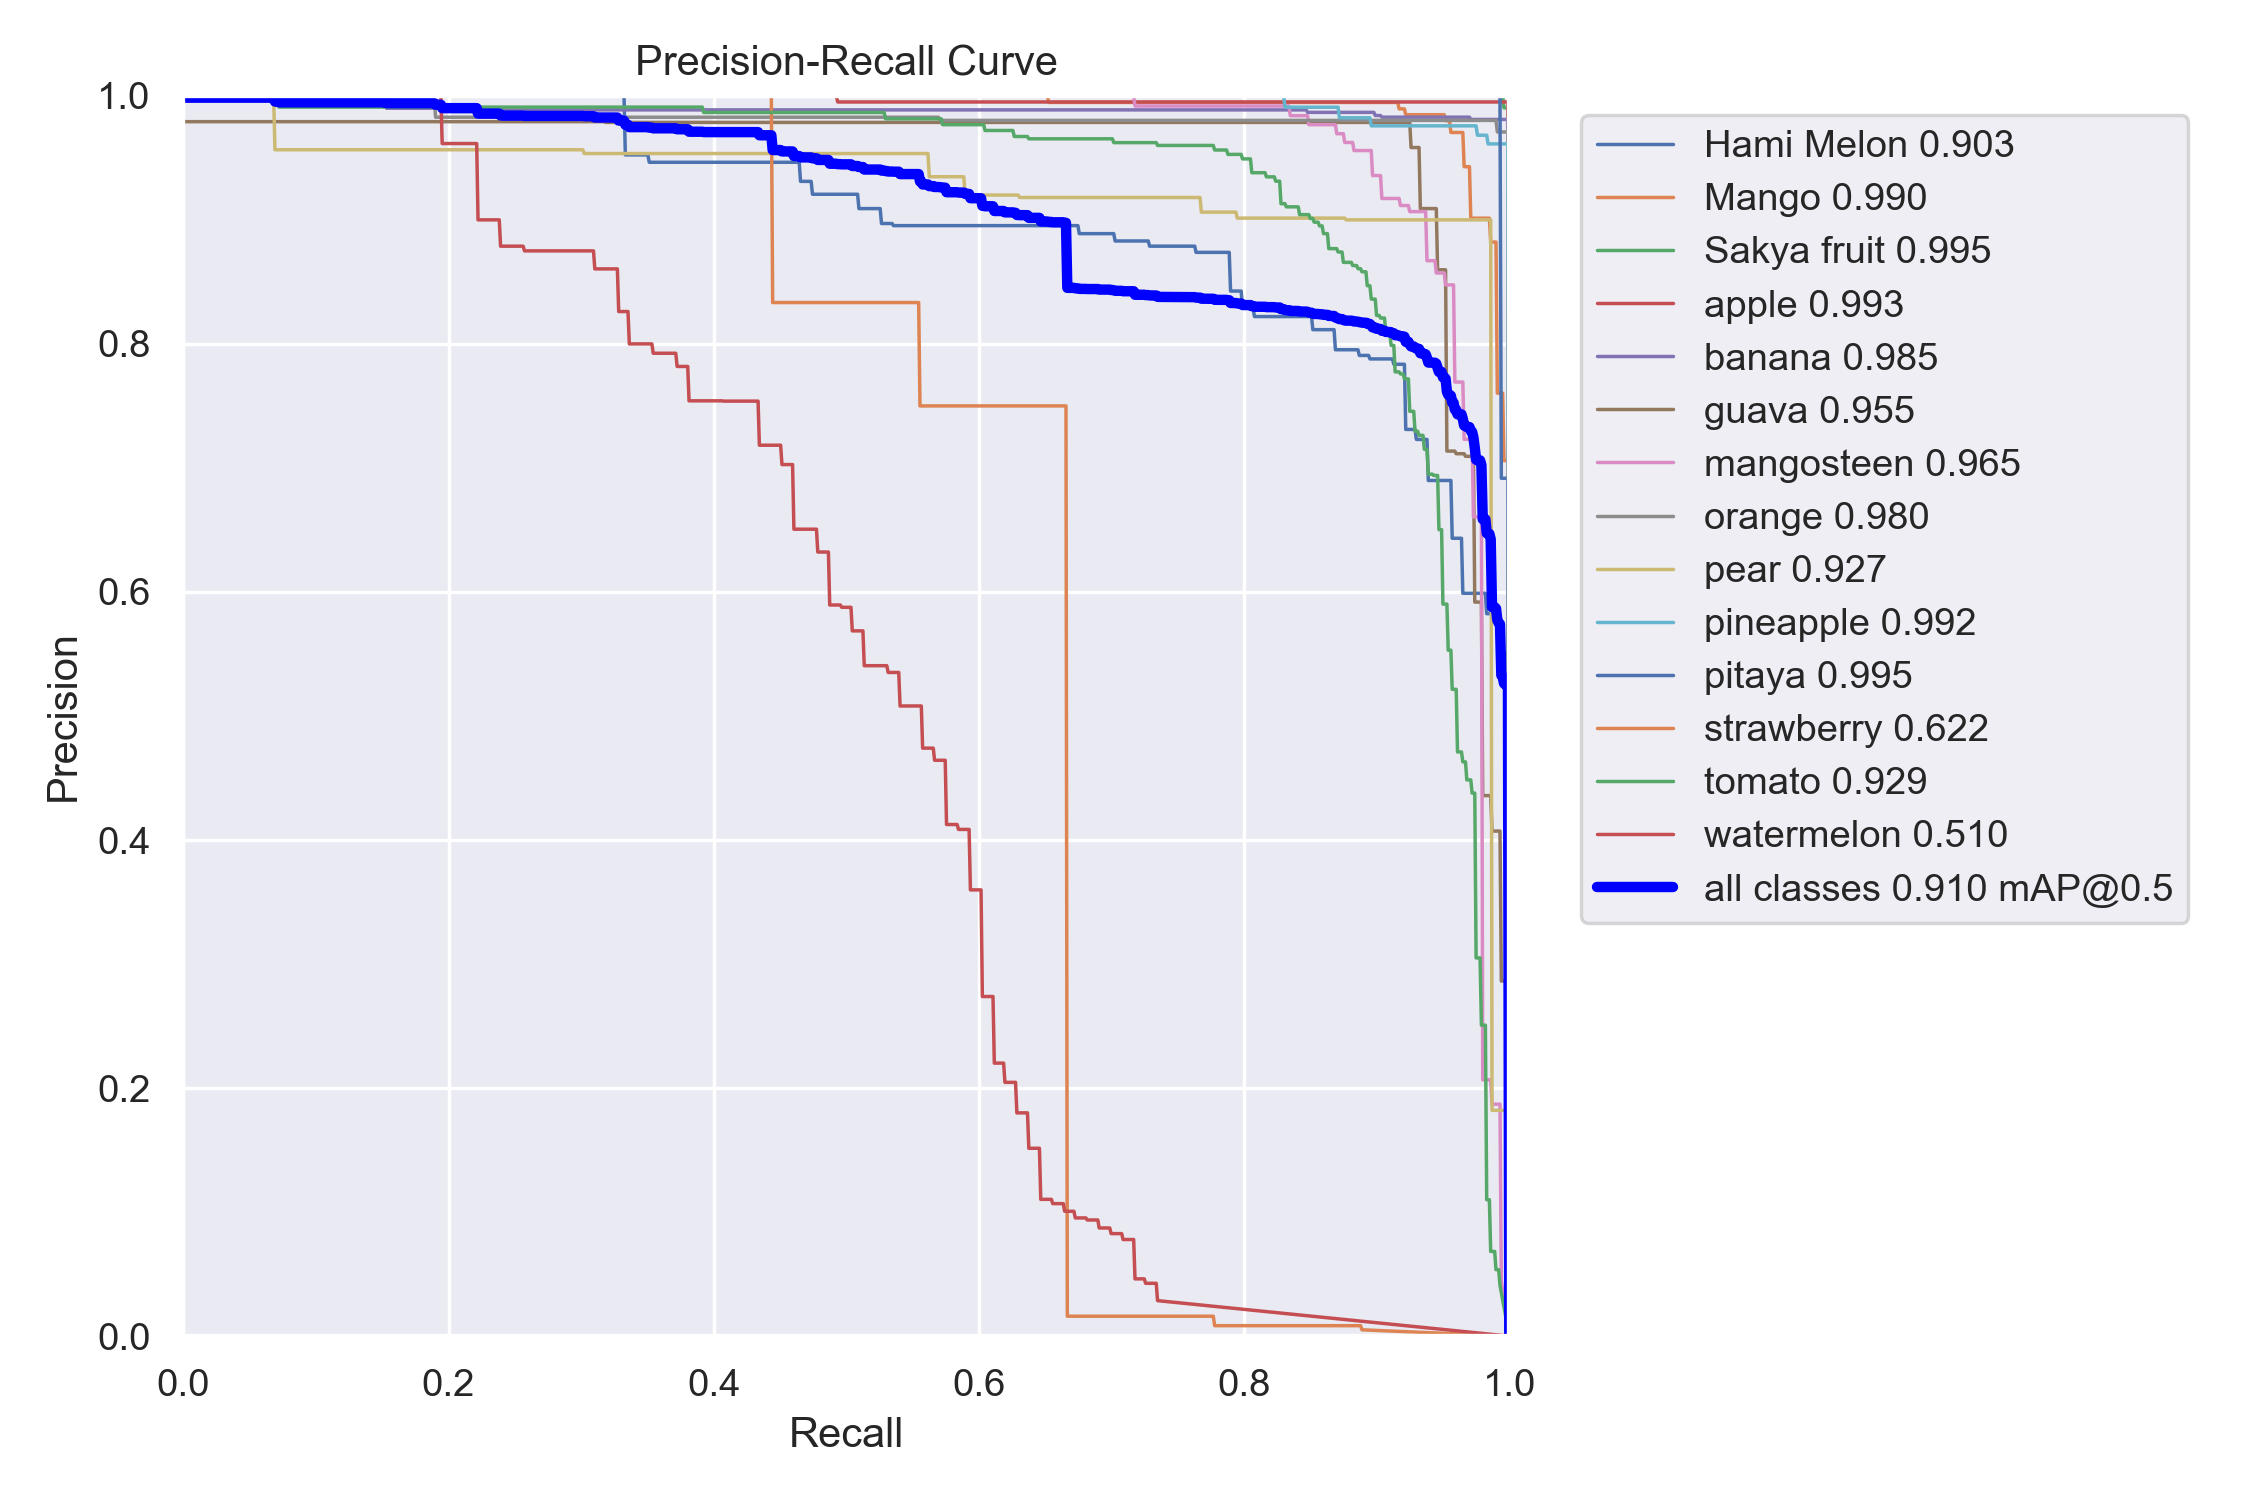 Precision-Recall Curve
1.0
0.8
0.6
0.4
0.2
0.0
Precision
0.0 0.2 0.4 0.6 0.8 1.0
Recall
Hami Melon 0.903
Mango 0.990
Sakya fruit 0.995
apple 0.993
banana 0.985
guava 0.955
mangosteen 0.965
orange 0.980
pear 0.927
pineapple 0.992
pitaya 0.995
strawberry 0.622
tomato 0.929
watermelon 0.510
all classes 0.910 mAP@0.5